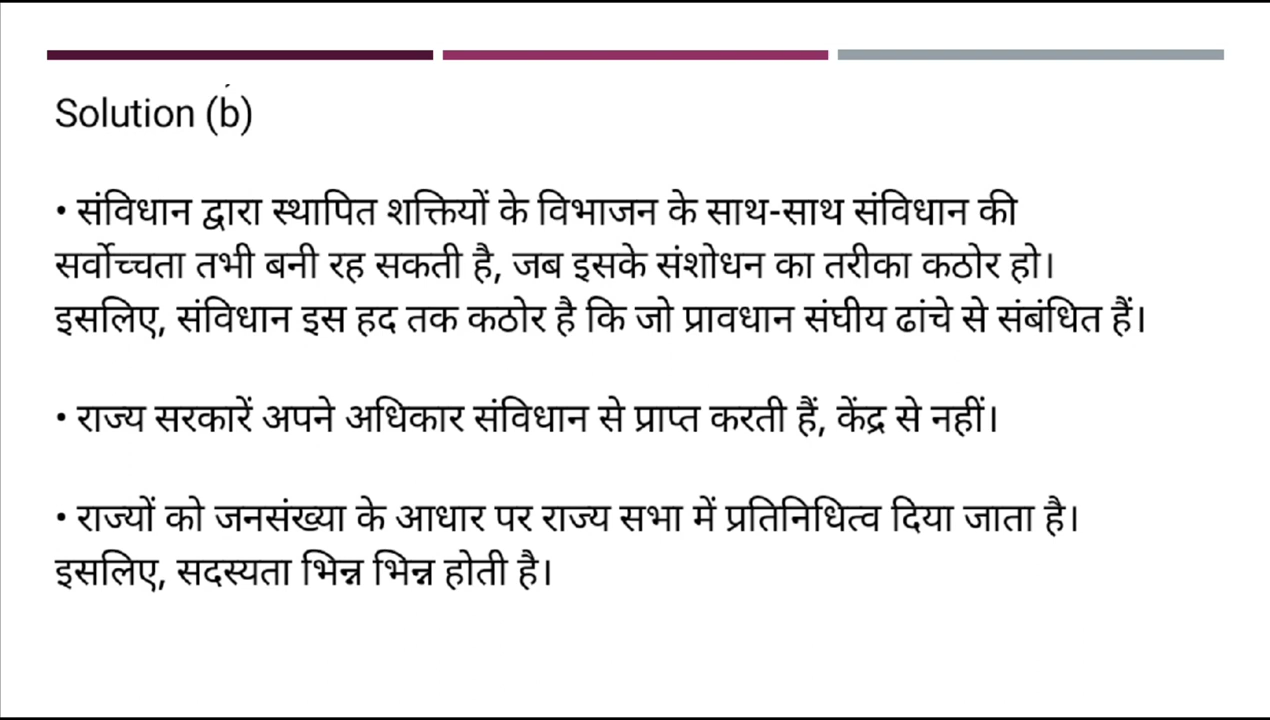 Solution (b)
• संविधान द्वारा स्थापित शक्तियों के विभाजन के साथ-साथ संविधान की
सर्वोच्चता तभी बनी रह सकती है, जब इसके संशोधन का तरीका कठोर हो।
इसलिए, संविधान इस हद तक कठोर है कि जो प्रावधान संघीय ढांचे से संबंधित हैं।
• राज्य सरकारें अपने अधिकार संविधान से प्राप्त करती हैं, केंद्र से नहीं।
• राज्यों को जनसंख्या के आधार पर राज्य सभा में प्रतिनिधित्व दिया जाता है।
इसलिए, सदस्यता भिन्न भिन्न होती है।